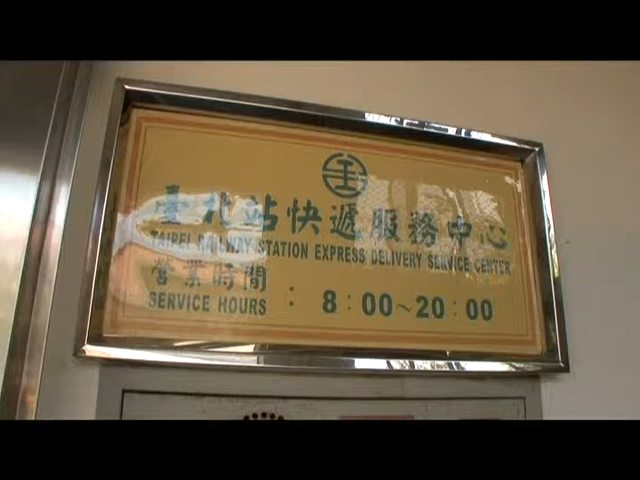 臺北站快遞服務中心
TAIPEI RAILWAY STATION EXPRESS DELIVERY SERVICE CENTER
營業時間
SERVICE HOURS : 8:00~20:00